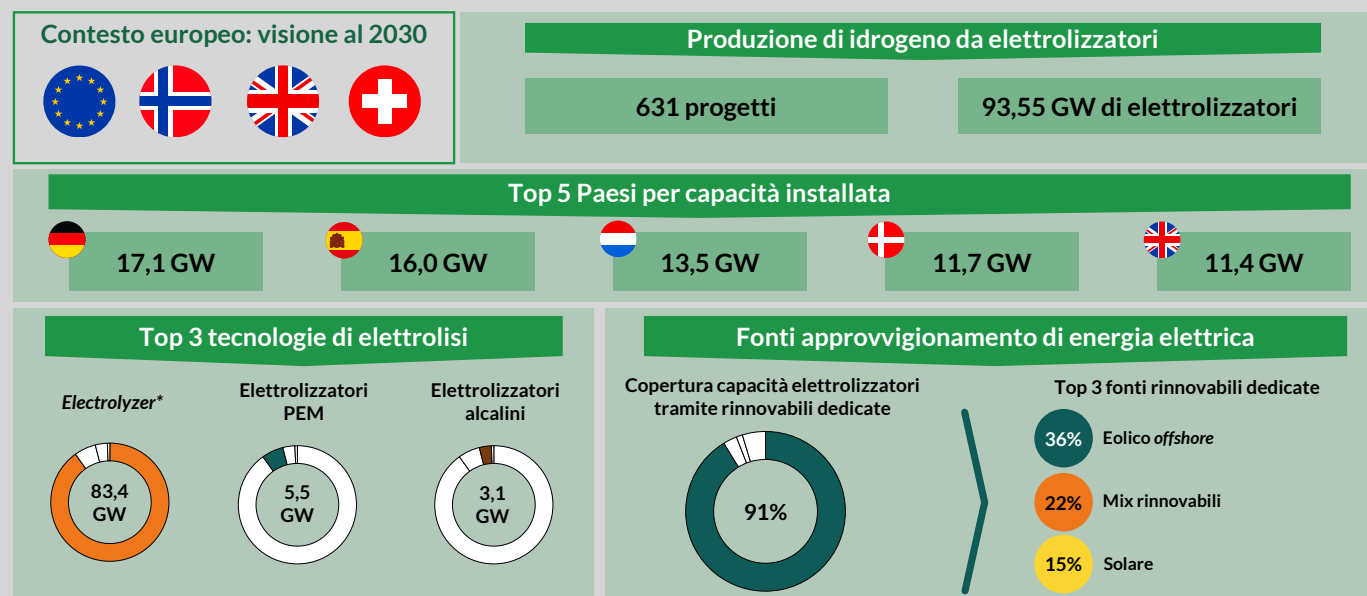 Contesto europeo: visione al 2030
Produzione di idrogeno da elettrolizzatori
631 progetti
93,55 GW di elettrolizzatori
Top 5 Paesi per capacità installata
17,1 GW
16,0 GW
13,5 GW
11,7 GW
11,4 GW
Top 3 tecnologie di elettrolisi
Electrolyzer*
83,4
GW
Elettrolizzatori
PEM
5,5
GW
Elettrolizzatori
alcalini
3,1
GW
Fonti approvvigionamento di energia elettrica
Copertura capacità elettrolizzatori
tramite rinnovabili dedicate
91%
Top 3 fonti rinnovabili dedicate
36% Eolico offshore
22% Mix rinnovabili
15% Solare